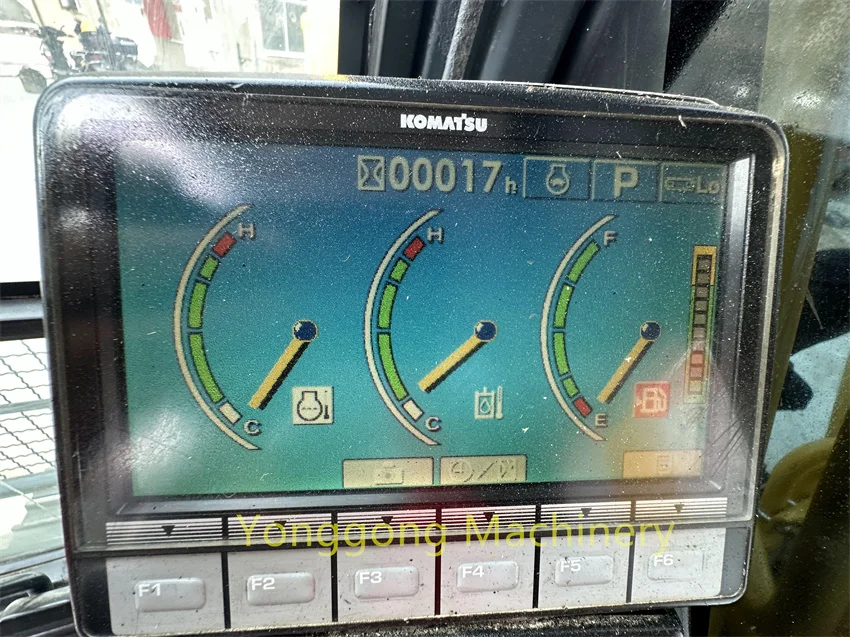 KOMATSU
00017h
P
Lo
H
H
F
C
C
E
Yonggong Machinery
F1 F2 F3 F4 F5 F6